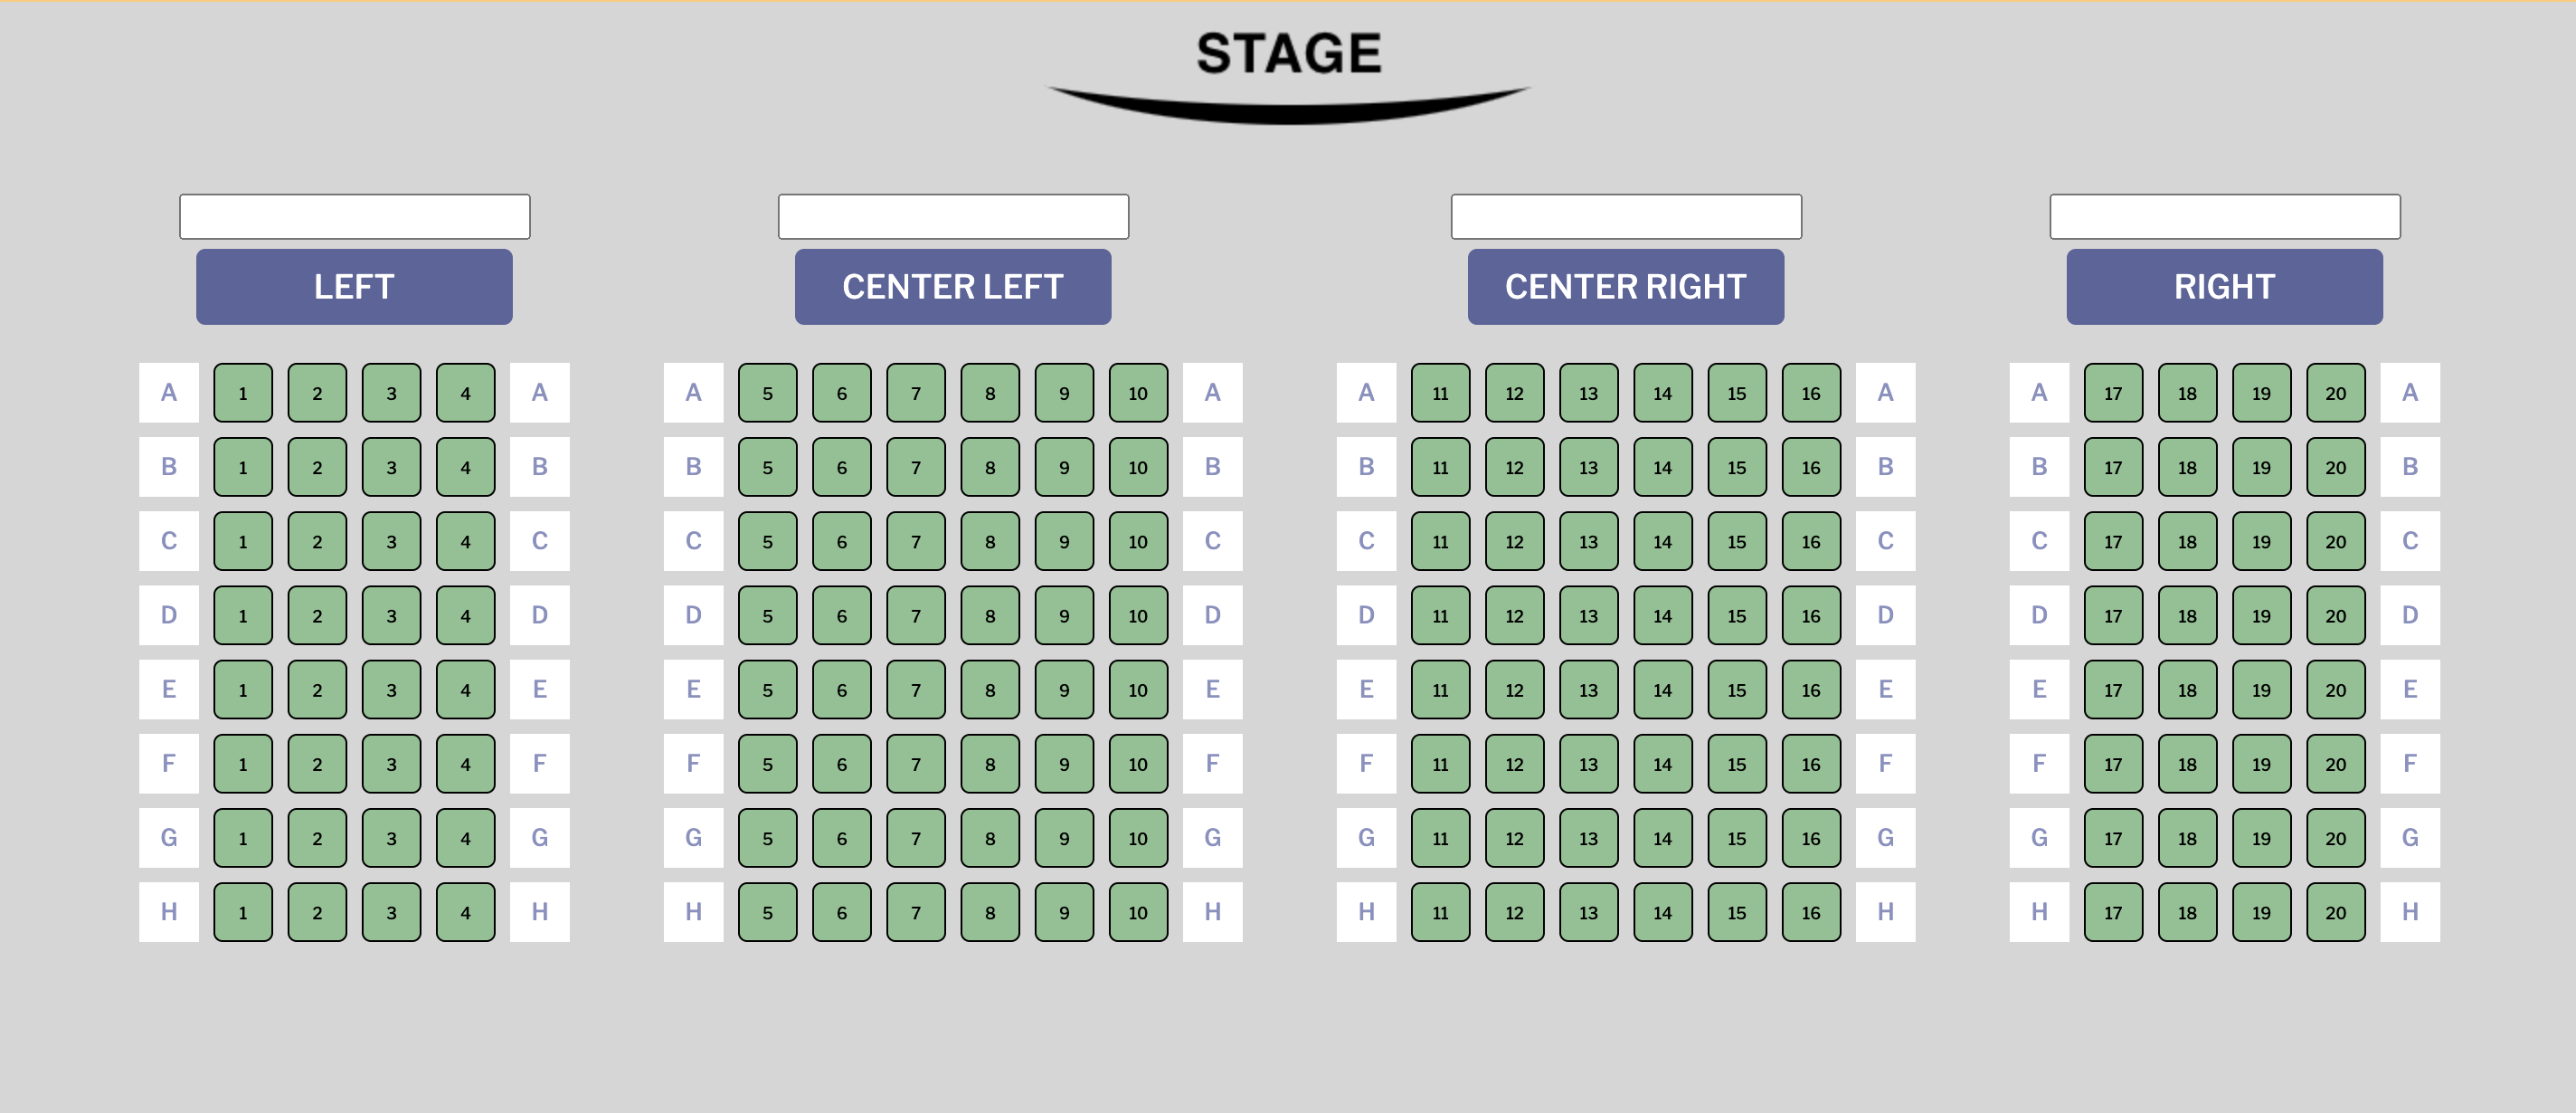 STAGE
LEFT CENTER LEFT CENTER RIGHT RIGHT
A 1 2 3 4 A A 5 6 7 8 9 10 A A 11 12 13 14 15 16 A A 17 18 19 20 A
B 1 2 3 4 B B 5 6 7 8 9 10 B B 11 12 13 14 15 16 B B 17 18 19 20 B
C 1 2 3 4 C C 5 6 7 8 9 10 C C 11 12 13 14 15 16 C C 17 18 19 20 C
D 1 2 3 4 D D 5 6 7 8 9 10 D D 11 12 13 14 15 16 D D 17 18 19 20 D
E 1 2 3 4 E E 5 6 7 8 9 10 E E 11 12 13 14 15 16 E E 17 18 19 20 E
F 1 2 3 4 F F 5 6 7 8 9 10 F F 11 12 13 14 15 16 F F 17 18 19 20 F
G 1 2 3 4 G G 5 6 7 8 9 10 G G 11 12 13 14 15 16 G G 17 18 19 20 G
H 1 2 3 4 H H 5 6 7 8 9 10 H H 11 12 13 14 15 16 H H 17 18 19 20 H